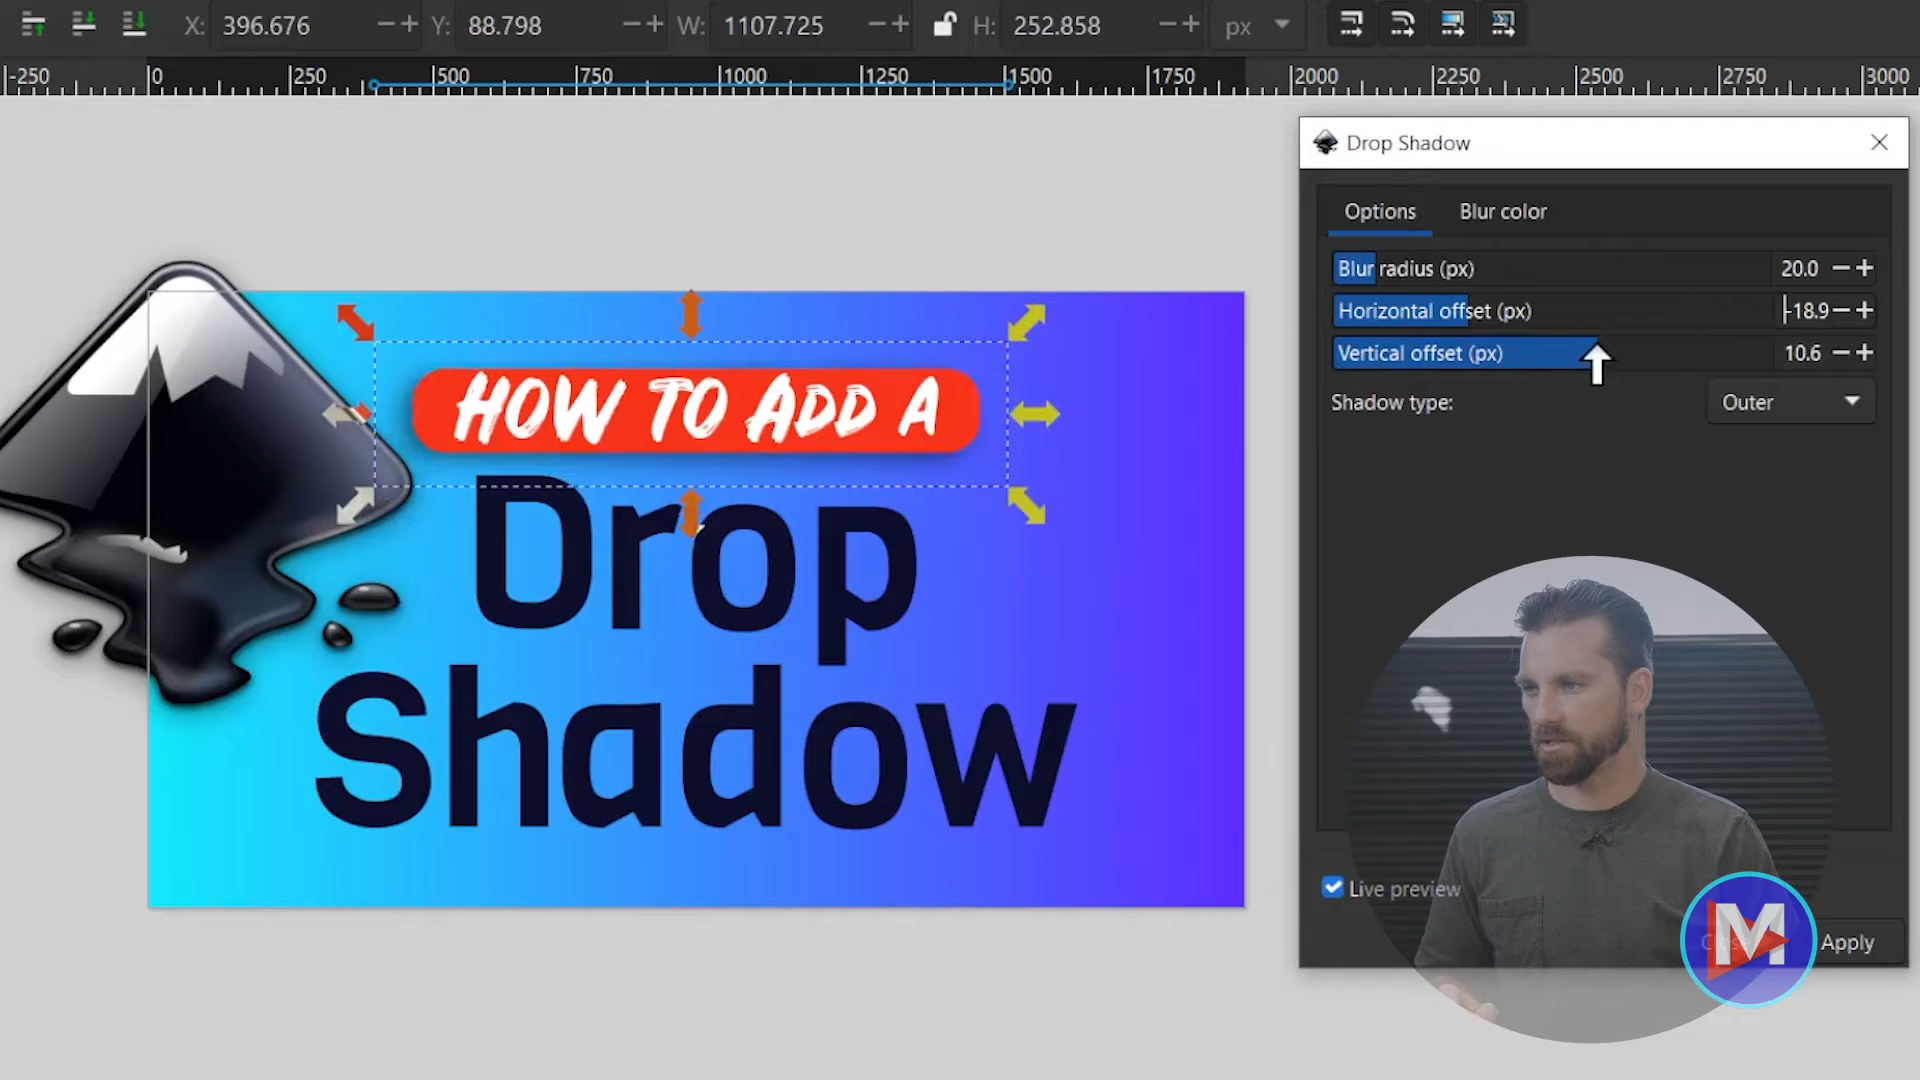 X: 396.676 Y: 88.798 W: 1107.725 H: 252.858 px
-250 0 250 500 750 1000 1250 1500 1750 2000 2250 2500 2750 3000
Drop Shadow
Options Blur color
Blur radius (px) 20.0
Horizontal offset (px) -18.9
Vertical offset (px) 10.6
Shadow type: Outer
HOW TO ADD A
Drop
Shadow
Live preview
M
Apply